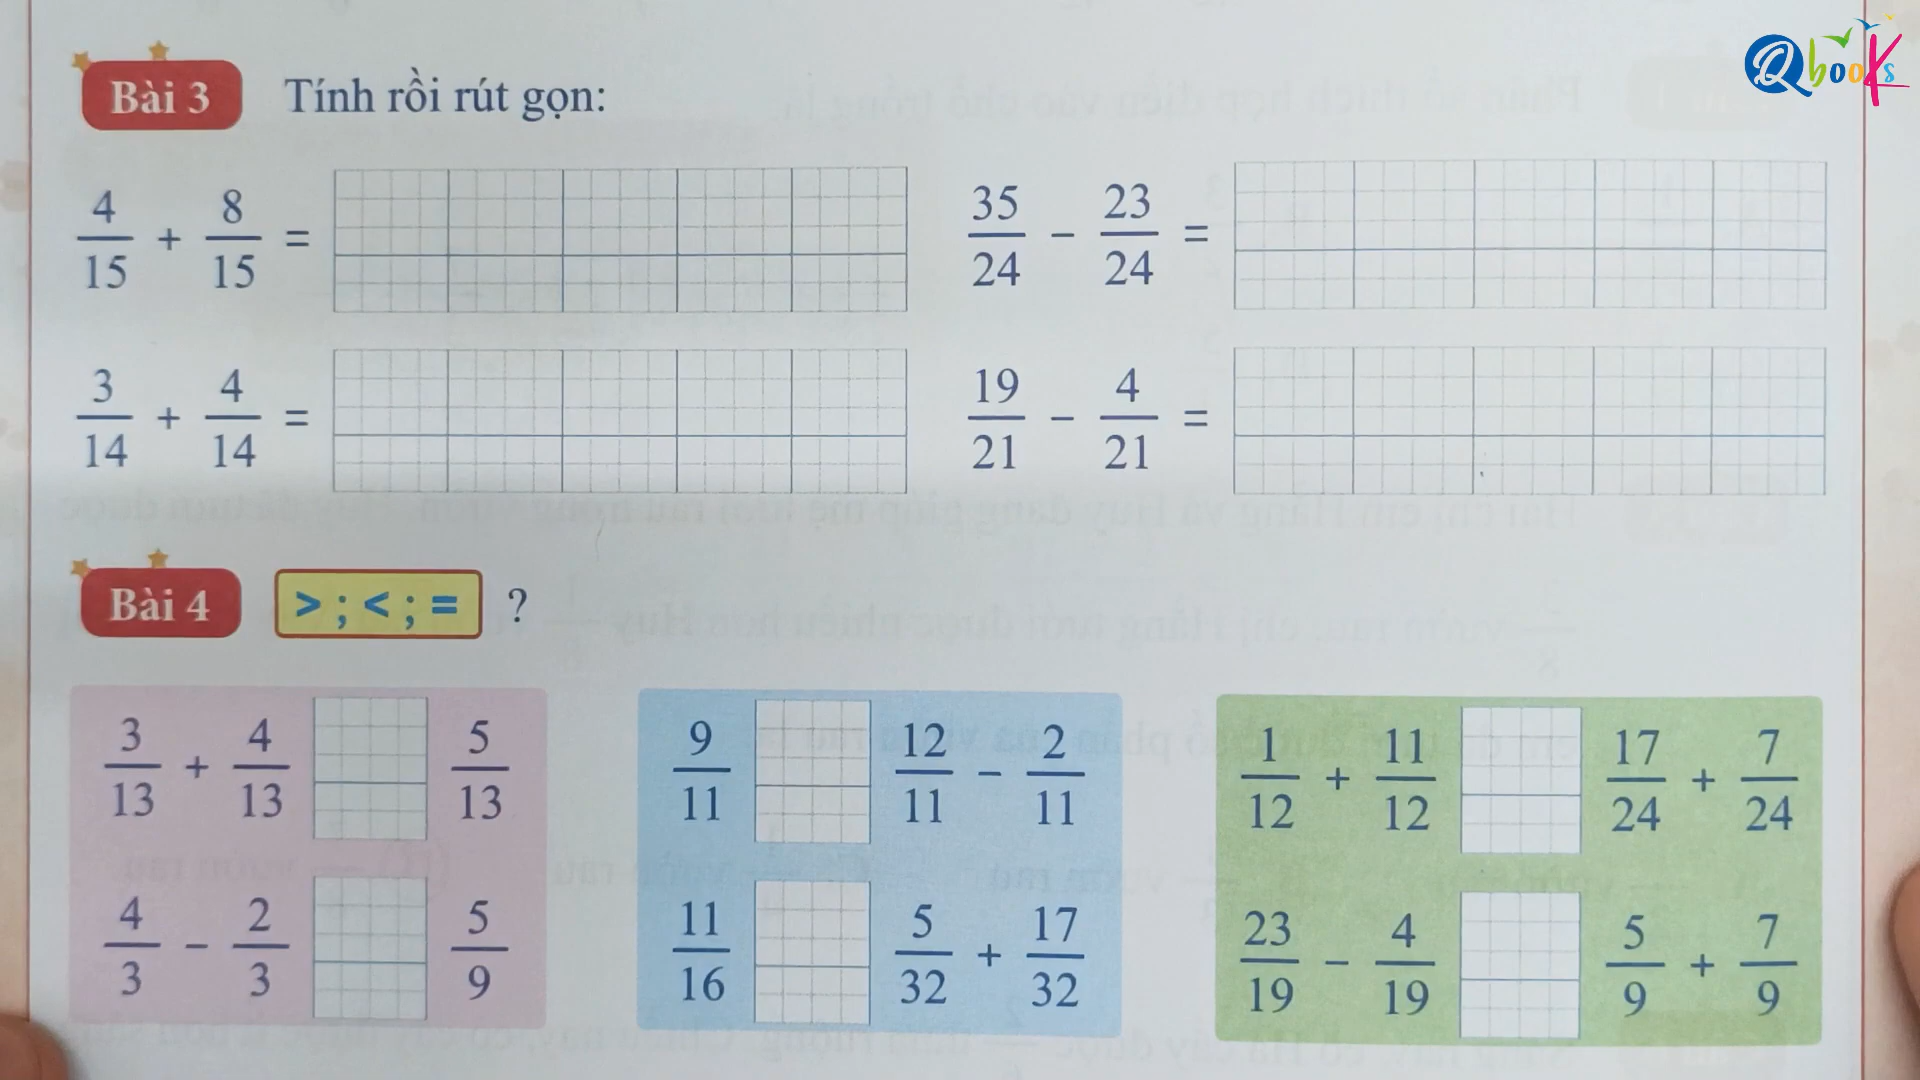 Qbooks
Bài 3 Tính rồi rút gọn:
4/15 + 8/15 =
35/24 - 23/24 =
3/14 + 4/14 =
19/21 - 4/21 =
Bài 4 > ; < ; = ?
3/13 + 4/13 5/13
9/11 12/11 - 2/11
1/12 + 11/12 17/24 + 7/24
4/3 - 2/3 5/9
11/16 5/32 + 17/32
23/19 - 4/19 5/9 + 7/9